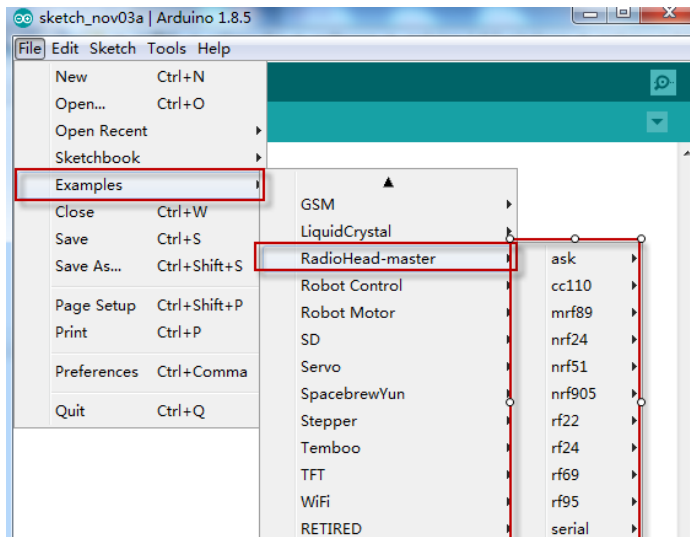 sketch_nov03a | Arduino 1.8.5
File Edit Sketch Tools Help
New Ctrl+N
Open... Ctrl+O
Open Recent
Sketchbook
Examples
Close Ctrl+W
Save Ctrl+S
Save As... Ctrl+Shift+S
Page Setup Ctrl+Shift+P
Print Ctrl+P
Preferences Ctrl+Comma
Quit Ctrl+Q
GSM
LiquidCrystal
RadioHead-master
Robot Control
Robot Motor
SD
Servo
SpacebrewYun
Stepper
Temboo
TFT
WiFi
RETIRED
ask
cc110
mrf89
nrf24
nrf51
nrf905
rf22
rf24
rf69
rf95
serial